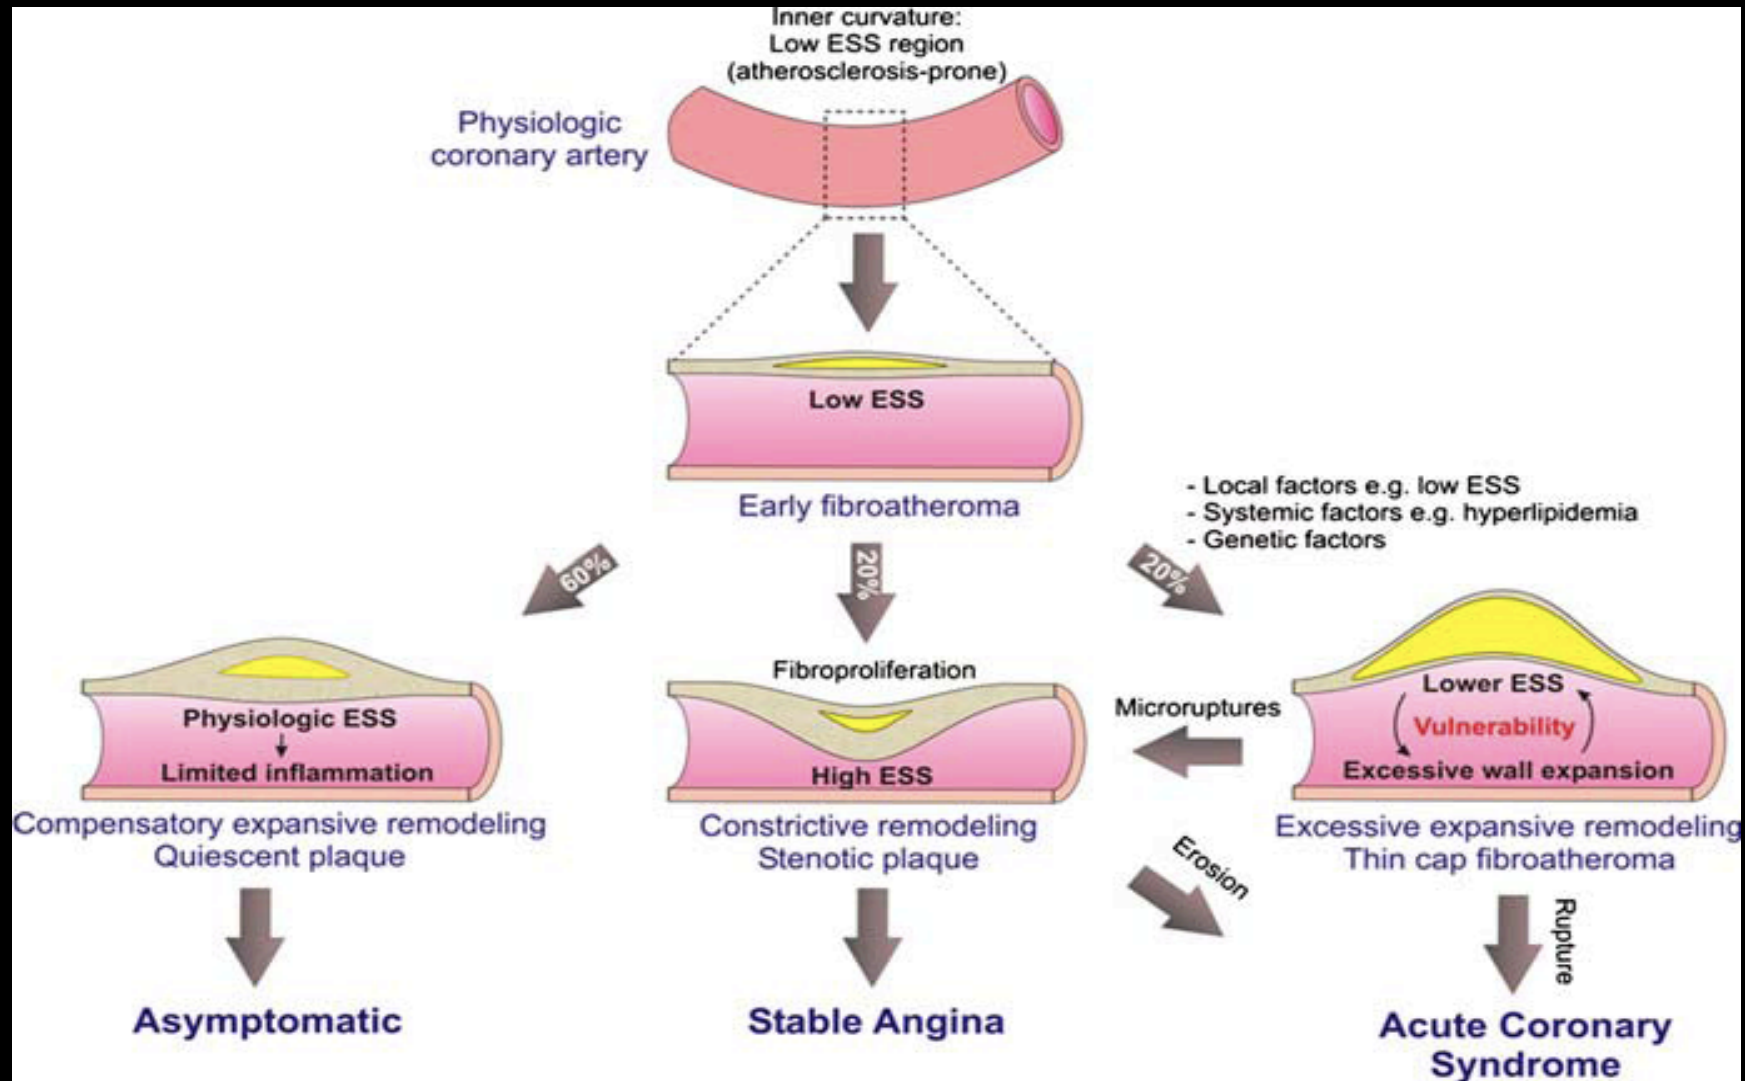 Inner curvature:
Low ESS region
(atherosclerosis-prone)
Physiologic
coronary artery
Low ESS
Early fibroatheroma
- Local factors e.g. low ESS
- Systemic factors e.g. hyperlipidemia
- Genetic factors
60%
20%
20%
Physiologic ESS
Limited inflammation
Compensatory expansive remodeling
Quiescent plaque
Asymptomatic
Fibroproliferation
High ESS
Constrictive remodeling
Stenotic plaque
Stable Angina
Microruptures
Erosion
Lower ESS
Vulnerability
Excessive wall expansion
Excessive expansive remodeling
Thin cap fibroatheroma
Rupture
Acute Coronary
Syndrome